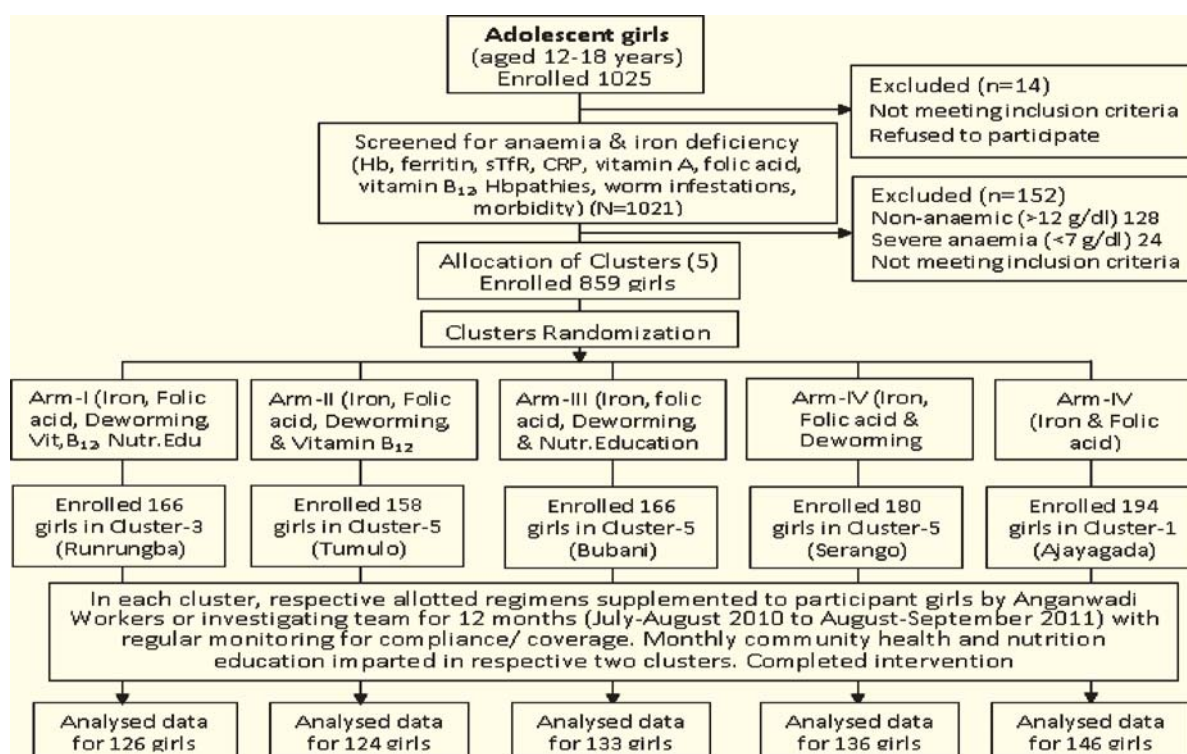 Adolescent girls
(aged 12-18 years)
Enrolled 1025
Excluded (n=14)
Not meeting inclusion criteria
Refused to participate
Screened for anaemia & iron deficiency
(Hb, ferritin, sTfR, CRP, vitamin A, folic acid,
vitamin B₁₂, Hbpathies, worm infestations,
morbidity) (N=1021)
Excluded (n=152)
Non-anaemic (>12 g/dl) 128
Severe anaemia (<7 g/dl) 24
Not meeting inclusion criteria
Allocation of Clusters (5)
Enrolled 859 girls
Clusters Randomization
Arm-I (Iron, Folic
acid, Deworming,
Vit,B₁₂, Nutr.Edu
Arm-II (Iron, Folic
acid, Deworming,
& Vitamin B₁₂
Arm-III (Iron, folic
acid, Deworming,
& Nutr.Education
Arm-IV (Iron,
Folic acid &
Deworming
Arm-IV
(Iron & Folic
acid)
Enrolled 166
girls in Cluster-3
(Runrungba)
Enrolled 158
girls in Cluster-5
(Tumulo)
Enrolled 166
girls in Cluster-5
(Bubani)
Enrolled 180
girls in Cluster-5
(Serango)
Enrolled 194
girls in Cluster-1
(Ajayagada)
In each cluster, respective allotted regimens supplemented to participant girls by Anganwadi
Workers or investigating team for 12 months (July-August 2010 to August-September 2011) with
regular monitoring for compliance/ coverage. Monthly community health and nutrition
education imparted in respective two clusters. Completed intervention
Analysed data
for 126 girls
Analysed data
for 124 girls
Analysed data
for 133 girls
Analysed data
for 136 girls
Analysed data
for 146 girls